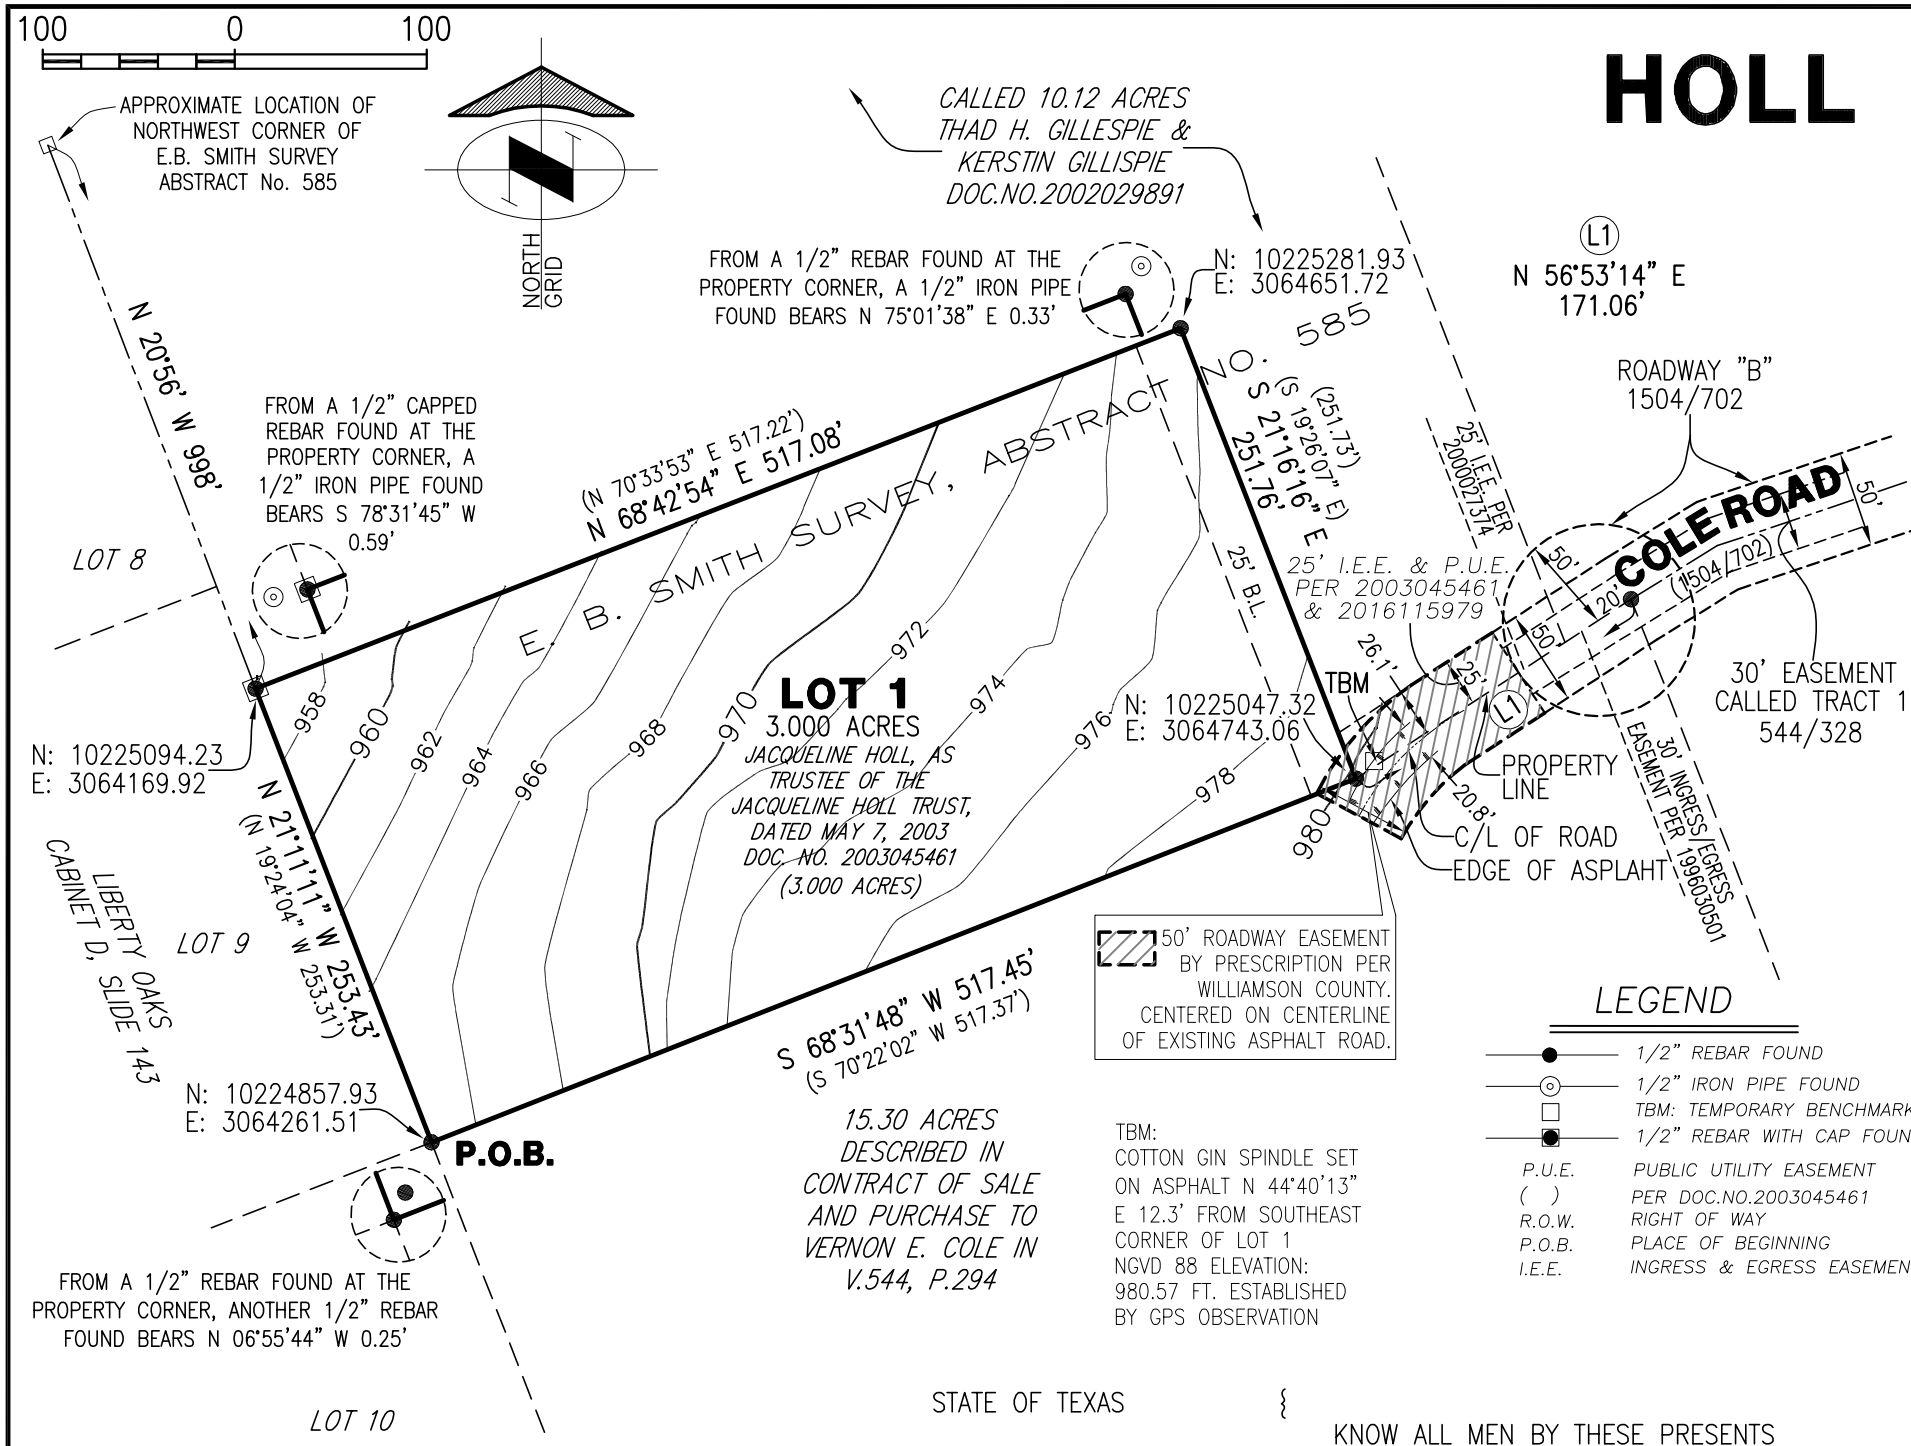 100 0 100
HOLL
APPROXIMATE LOCATION OF
NORTHWEST CORNER OF
E.B. SMITH SURVEY
ABSTRACT No. 585
NORTH
GRID
CALLED 10.12 ACRES
THAD H. GILLESPIE &
KERSTIN GILLISPIE
DOC.NO.2002029891
FROM A 1/2" REBAR FOUND AT THE
PROPERTY CORNER, A 1/2" IRON PIPE
FOUND BEARS N 75°01'38" E 0.33'
N: 10225281.93
E: 3064651.72
L1
N 56°53'14" E
171.06'
ROADWAY "B"
1504/702
N 20°56' W 998'
FROM A 1/2" CAPPED
REBAR FOUND AT THE
PROPERTY CORNER, A
1/2" IRON PIPE FOUND
BEARS S 78°31'45" W
0.59'
(N 70°33'53" E 517.22')
N 68°42'54" E 517.08'
E. B. SMITH SURVEY, ABSTRACT NO. 585
(251.73')
(S 19°26'07" E)
S 21°16'16" E
251.76'
25' B.L.
25' I.E.E. PER
2000027374
COLE ROAD
(1504/702)
50'
50'
20'
50'
25' I.E.E. & P.U.E.
PER 2003045461
& 2016115979
26.1'
25'
L1
TBM
20.8'
30' EASEMENT
CALLED TRACT 1
544/328
LOT 8
958
960
962
964
966
968
970
972
974
976
978
980
LOT 1
3.000 ACRES
JACQUELINE HOLL, AS
TRUSTEE OF THE
JACQUELINE HOLL TRUST,
DATED MAY 7, 2003
DOC. NO. 2003045461
(3.000 ACRES)
N: 10225047.32
E: 3064743.06
PROPERTY
LINE
C/L OF ROAD
EDGE OF ASPLAHT
30' INGRESS/EGRESS
EASEMENT PER 199630501
N: 10225094.23
E: 3064169.92
N 21°11'11" W 253.43'
(N 19°24'04" W 253.31')
LIBERTY OAKS
CABINET D, SLIDE 143
LOT 9
S 68°31'48" W 517.45'
(S 70°22'02" W 517.37')
50' ROADWAY EASEMENT
BY PRESCRIPTION PER
WILLIAMSON COUNTY.
CENTERED ON CENTERLINE
OF EXISTING ASPHALT ROAD.
N: 10224857.93
E: 3064261.51
P.O.B.
15.30 ACRES
DESCRIBED IN
CONTRACT OF SALE
AND PURCHASE TO
VERNON E. COLE IN
V.544, P.294
TBM:
COTTON GIN SPINDLE SET
ON ASPHALT N 44°40'13"
E 12.3' FROM SOUTHEAST
CORNER OF LOT 1
NGVD 88 ELEVATION:
980.57 FT. ESTABLISHED
BY GPS OBSERVATION
LEGEND
1/2" REBAR FOUND
1/2" IRON PIPE FOUND
TBM: TEMPORARY BENCHMARK
1/2" REBAR WITH CAP FOUN
P.U.E. PUBLIC UTILITY EASEMENT
( ) PER DOC.NO.2003045461
R.O.W. RIGHT OF WAY
P.O.B. PLACE OF BEGINNING
I.E.E. INGRESS & EGRESS EASEMEN
FROM A 1/2" REBAR FOUND AT THE
PROPERTY CORNER, ANOTHER 1/2" REBAR
FOUND BEARS N 06°55'44" W 0.25'
LOT 10
STATE OF TEXAS {
KNOW ALL MEN BY THESE PRESENTS